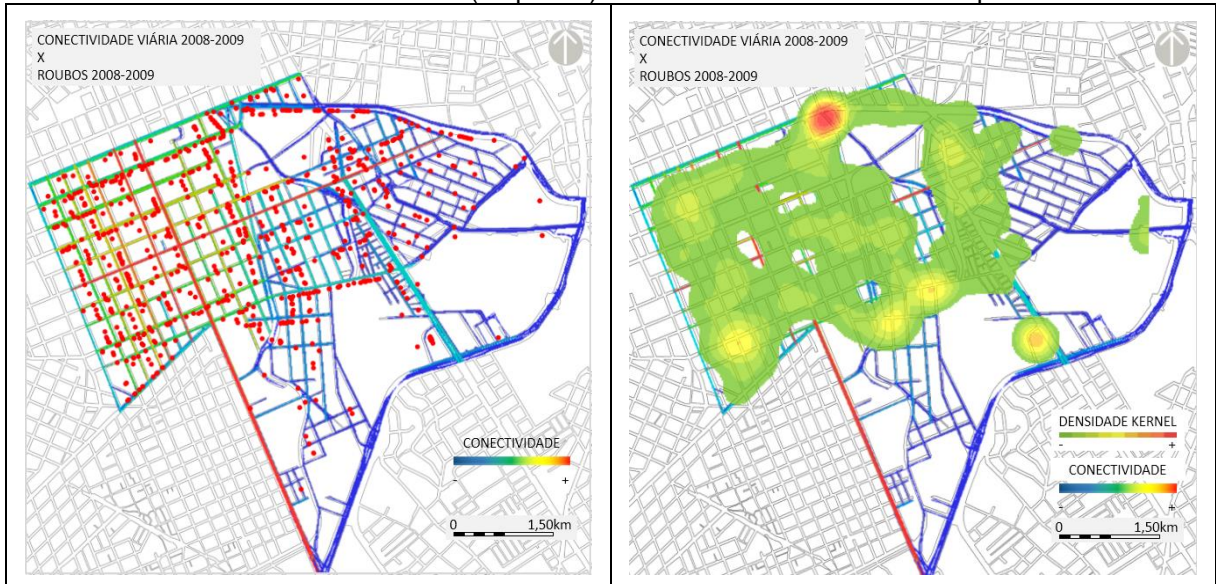 CONECTIVIDADE VIÁRIA 2008-2009
X
ROUBOS 2008-2009
CONECTIVIDADE
- +
0 1,50km
CONECTIVIDADE VIÁRIA 2008-2009
X
ROUBOS 2008-2009
DENSIDADE KERNEL
- +
CONECTIVIDADE
- +
0 1,50km